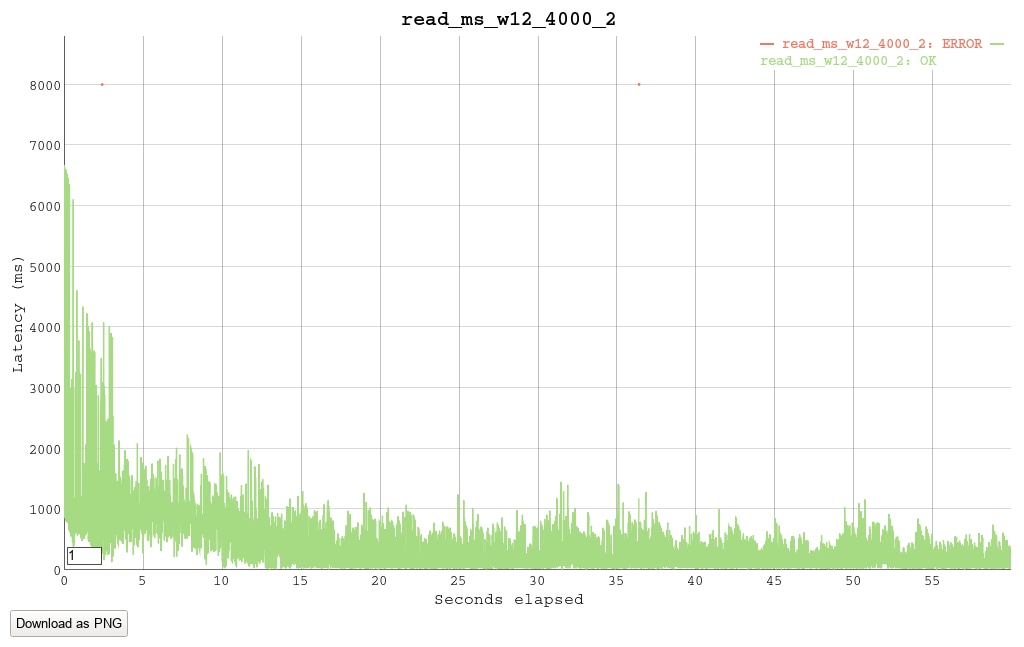 read_ms_w12_4000_2
read_ms_w12_4000_2: ERROR
read_ms_w12_4000_2: OK
8000
7000
6000
5000
4000
3000
2000
1000
0
Latency (ms)
1
0 5 10 15 20 25 30 35 40 45 50 55
Seconds elapsed
Download as PNG